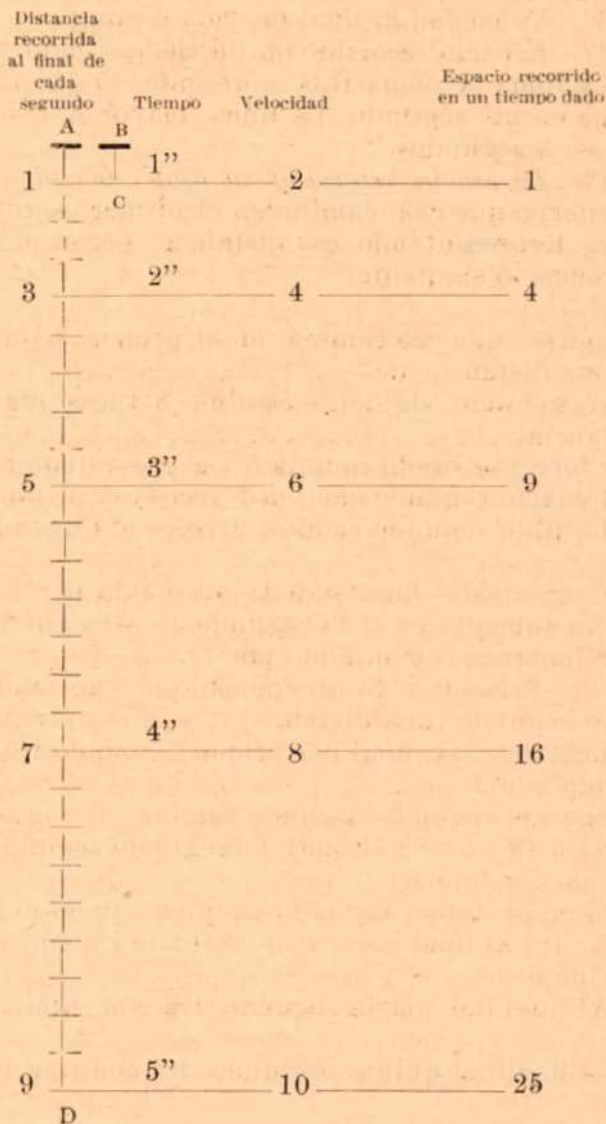 Distancia
recorrida
al final de
cada
segundo
Tiempo
Velocidad
Espacio recorrido
en un tiempo dado
A B
1”
1 C 2 1
2”
3 4 4
3”
5 6 9
4”
7 8 16
5”
9 10 25
D